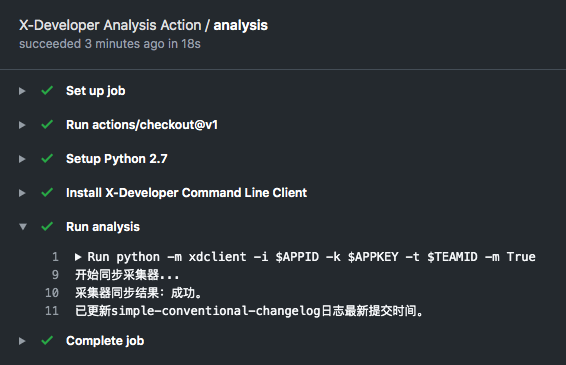 X-Developer Analysis Action / analysis
succeeded 3 minutes ago in 18s
Set up job
Run actions/checkout@v1
Setup Python 2.7
Install X-Developer Command Line Client
Run analysis
1 Run python -m xdclient -i $APPID -k $APPKEY -t $TEAMID -m True
9 开始同步采集器...
10 采集器同步结果：成功。
11 已更新simple-conventional-changelog日志最新提交时间。
Complete job